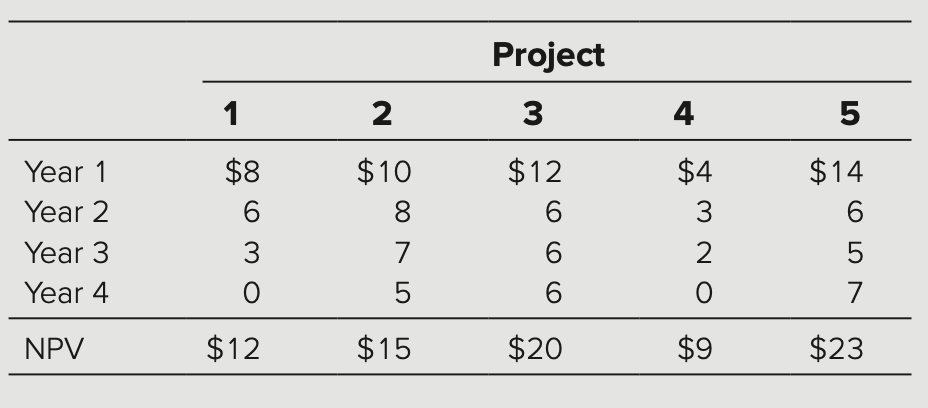 Project
1 2 3 4 5
Year 1 $8 $10 $12 $4 $14
Year 2 6 8 6 3 6
Year 3 3 7 6 2 5
Year 4 0 5 6 0 7
NPV $12 $15 $20 $9 $23